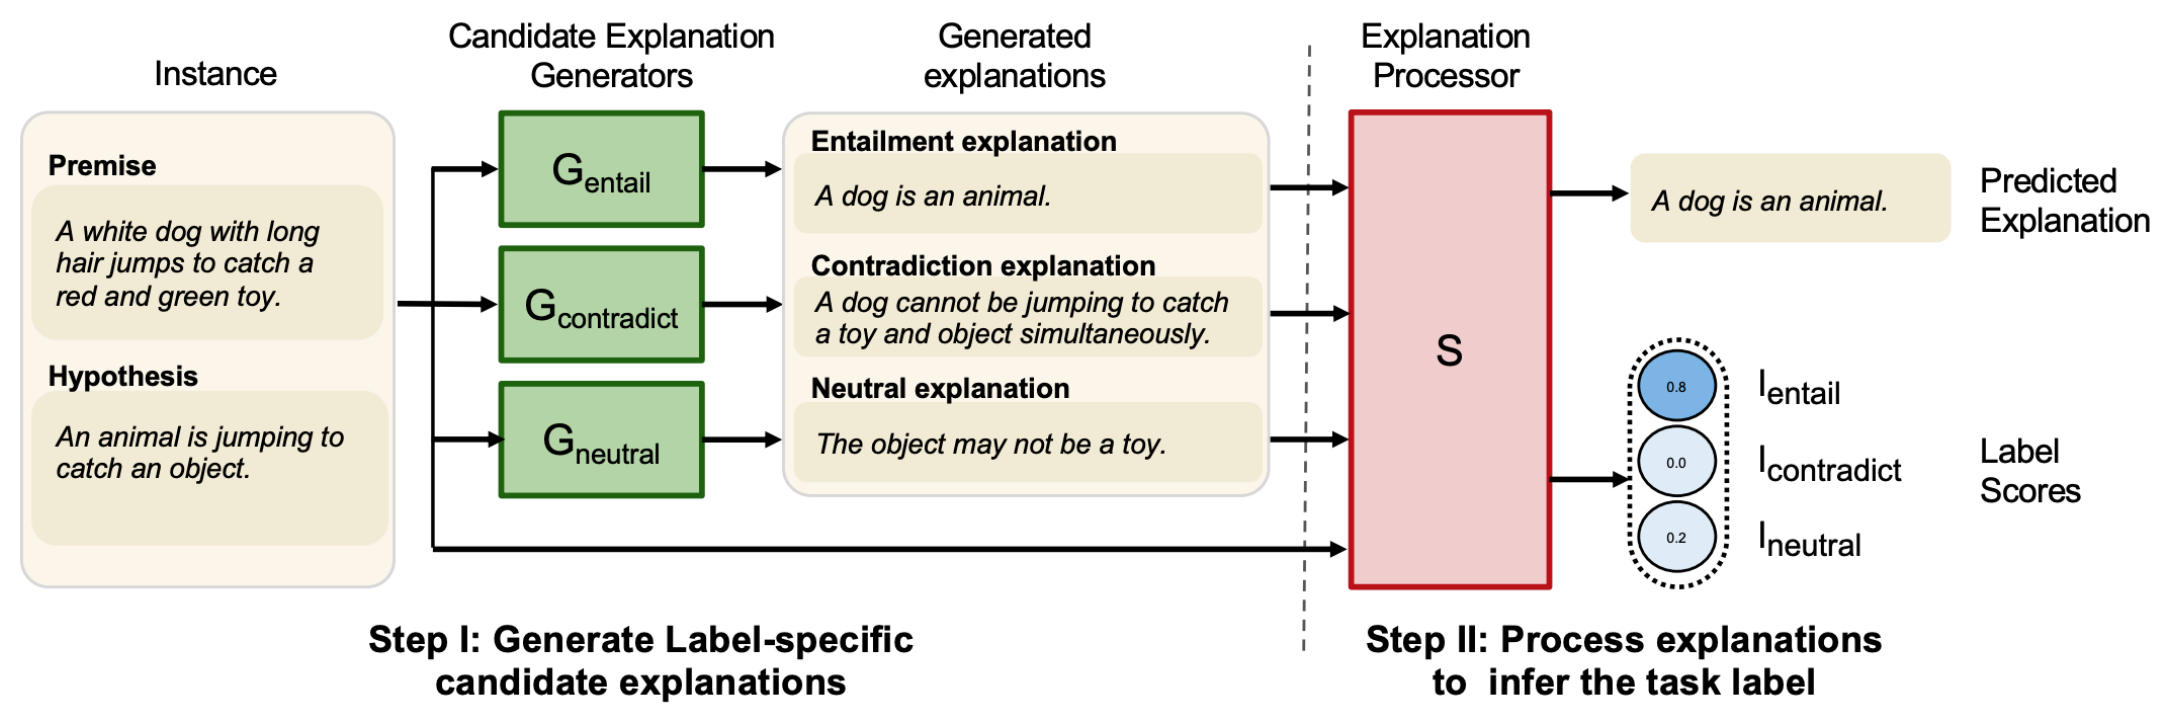 Instance
Candidate Explanation
Generators
Generated
explanations
Explanation
Processor
Premise
A white dog with long
hair jumps to catch a
red and green toy.
Hypothesis
An animal is jumping to
catch an object.
Gentail
Gcontradict
Gneutral
Entailment explanation
A dog is an animal.
Contradiction explanation
A dog cannot be jumping to catch
a toy and object simultaneously.
Neutral explanation
The object may not be a toy.
S
A dog is an animal.
Predicted
Explanation
0.8
lentail
0.0
lcontradict
0.2
lneutral
Label
Scores
Step I: Generate Label-specific
candidate explanations
Step II: Process explanations
to infer the task label